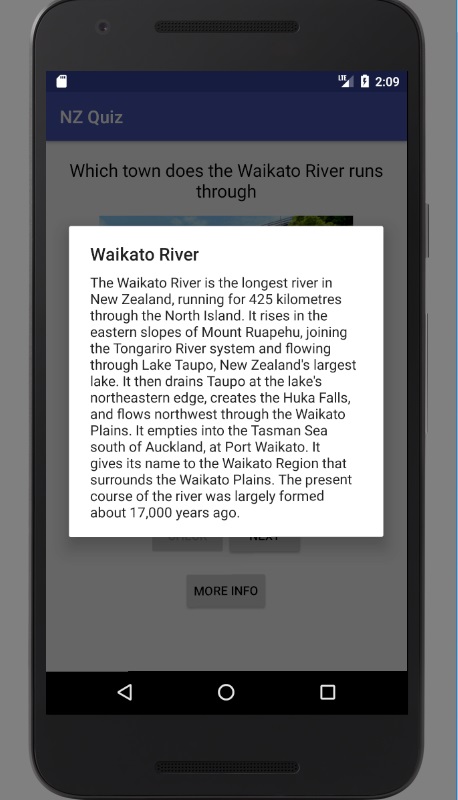 LTE 2:09
NZ Quiz
Which town does the Waikato River runs
through
Waikato River
The Waikato River is the longest river in
New Zealand, running for 425 kilometres
through the North Island. It rises in the
eastern slopes of Mount Ruapehu, joining
the Tongariro River system and flowing
through Lake Taupo, New Zealand's largest
lake. It then drains Taupo at the lake's
northeastern edge, creates the Huka Falls,
and flows northwest through the Waikato
Plains. It empties into the Tasman Sea
south of Auckland, at Port Waikato. It
gives its name to the Waikato Region that
surrounds the Waikato Plains. The present
course of the river was largely formed
about 17,000 years ago.
CHECK NEXT
MORE INFO